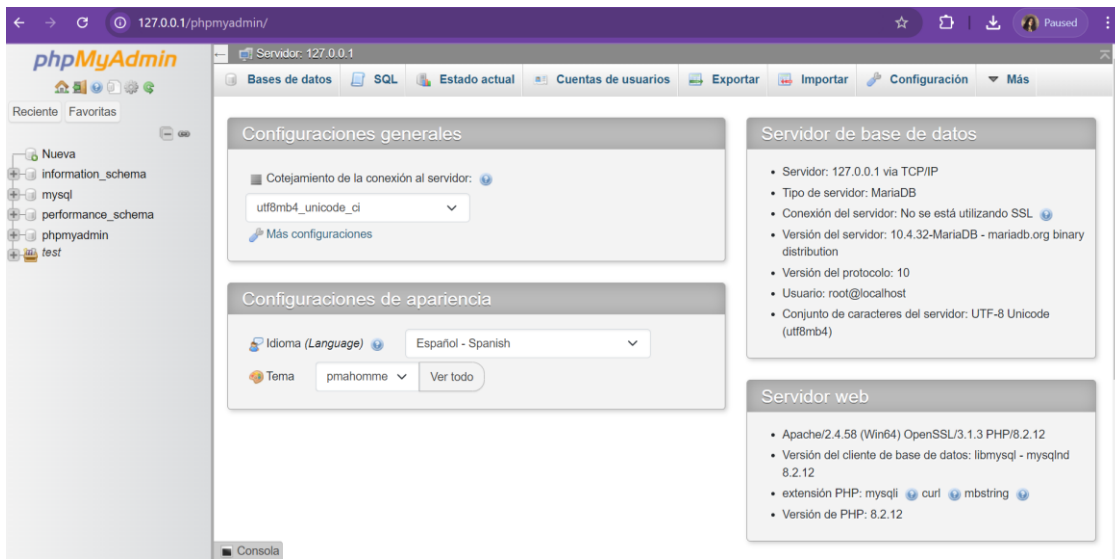 127.0.0.1/phpmyadmin/
Paused
phpMyAdmin
Reciente Favoritas
Nueva
information_schema
mysql
performance_schema
phpmyadmin
test
Servidor: 127.0.0.1
Bases de datos SQL Estado actual Cuentas de usuarios Exportar Importar Configuración Más
Configuraciones generales
Cotejamiento de la conexión al servidor:
utf8mb4_unicode_ci
Más configuraciones
Configuraciones de apariencia
Idioma (Language) Español - Spanish
Tema pmahomme Ver todo
Servidor de base de datos
• Servidor: 127.0.0.1 via TCP/IP
• Tipo de servidor: MariaDB
• Conexión del servidor: No se está utilizando SSL
• Versión del servidor: 10.4.32-MariaDB - mariadb.org binary
distribution
• Versión del protocolo: 10
• Usuario: root@localhost
• Conjunto de caracteres del servidor: UTF-8 Unicode
(utf8mb4)
Servidor web
• Apache/2.4.58 (Win64) OpenSSL/3.1.3 PHP/8.2.12
• Versión del cliente de base de datos: libmysql - mysqlnd
8.2.12
• extensión PHP: mysqli curl mbstring
• Versión de PHP: 8.2.12
Consola